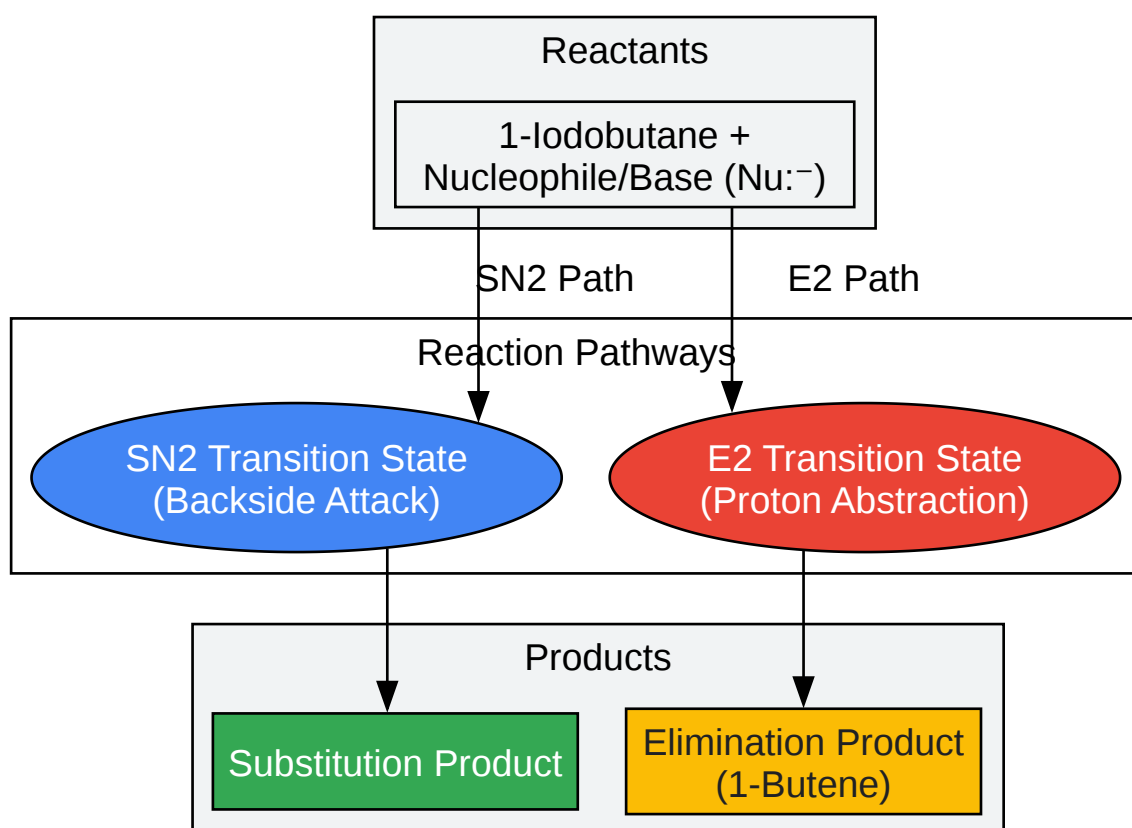 Reactants
1-Iodobutane +
Nucleophile/Base (Nu:⁻)
SN2 Path
E2 Path
Reaction Pathways
SN2 Transition State
(Backside Attack)
E2 Transition State
(Proton Abstraction)
Products
Substitution Product
Elimination Product
(1-Butene)